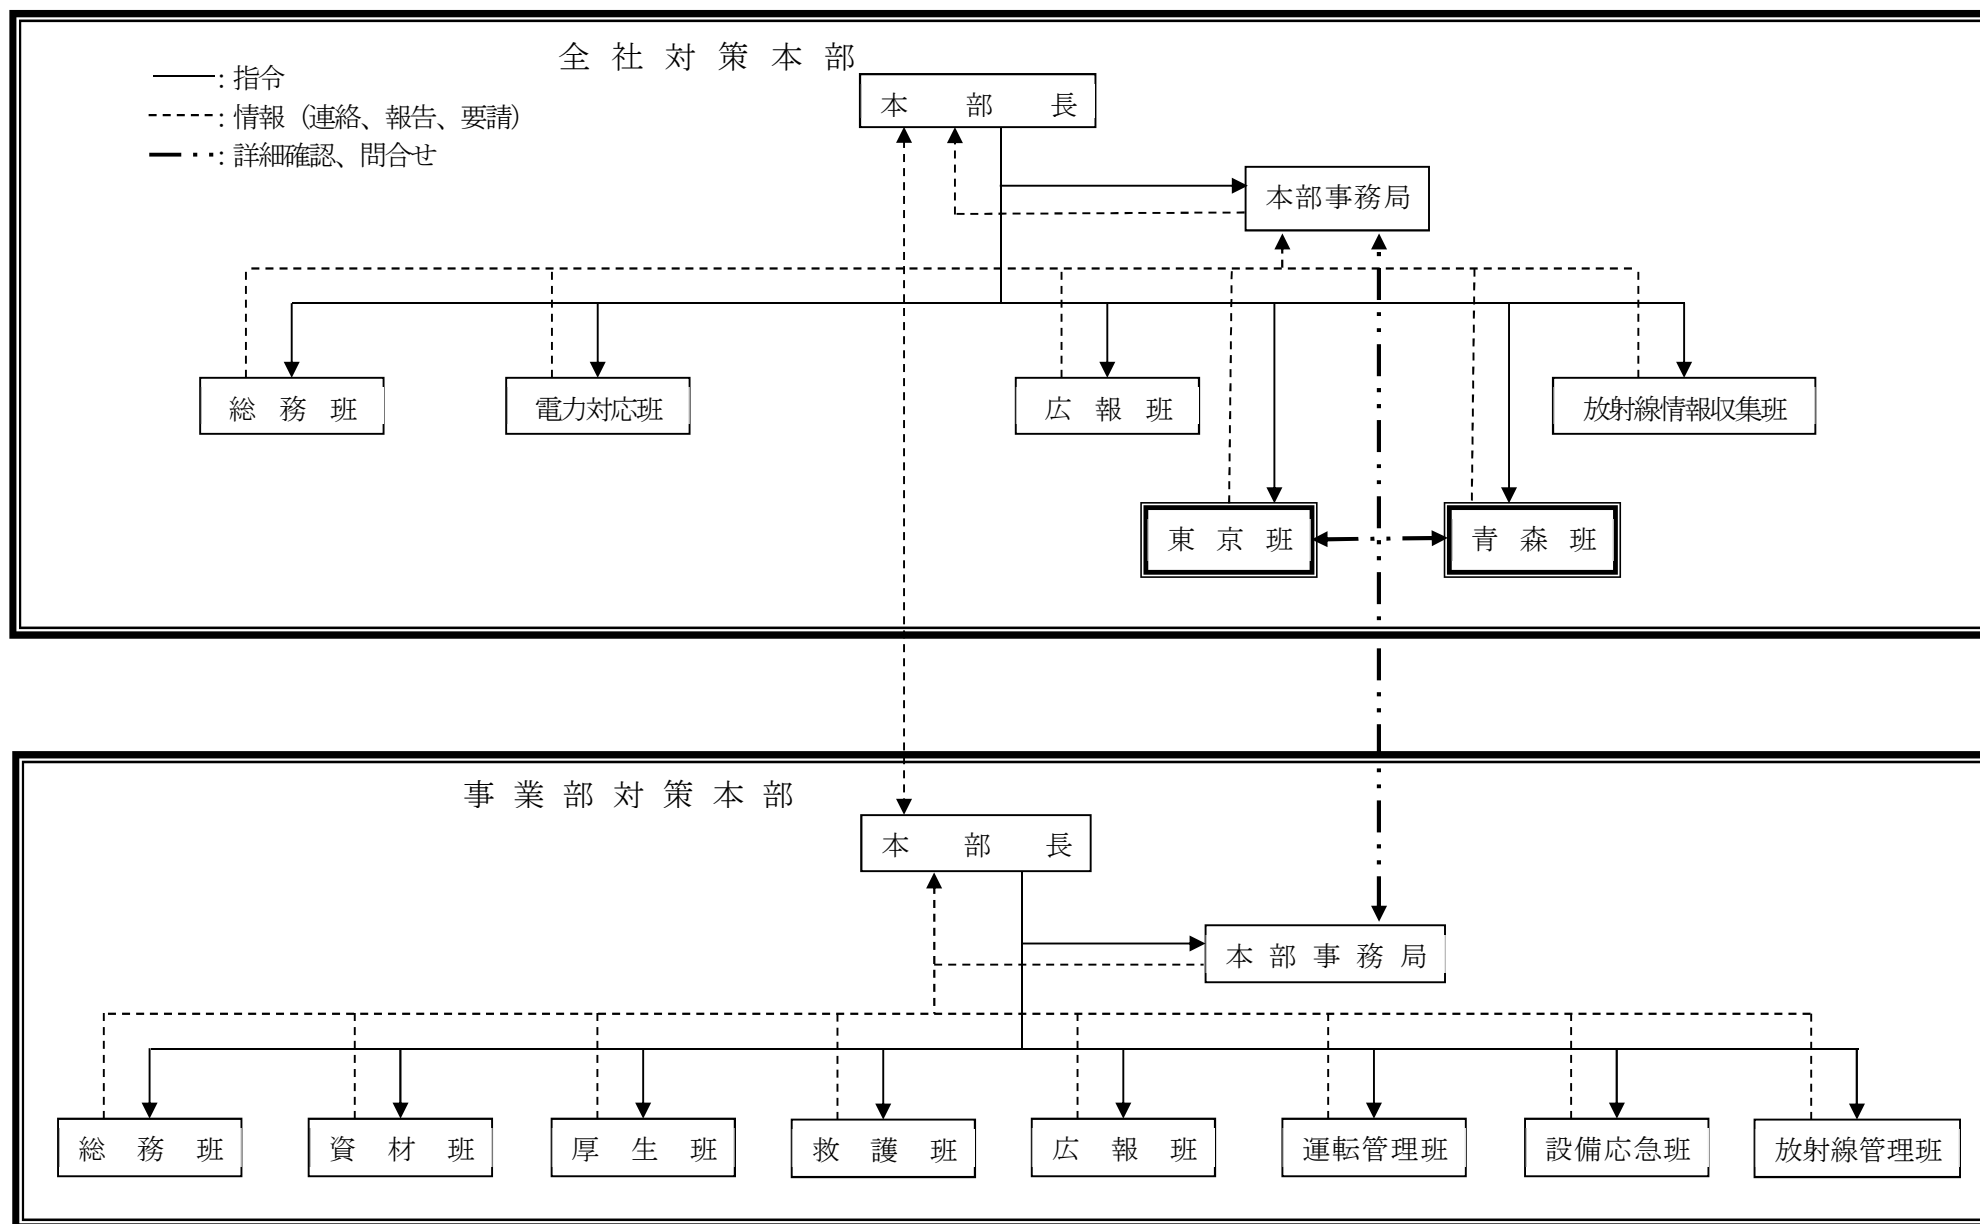 全社対策本部
：指令
：情報（連絡、報告、要請）
：詳細確認、問合せ
本部長
本部事務局
総務班
電力対応班
広報班
放射線情報収集班
東京班
青森班
事業部対策本部
本部長
本部事務局
総務班
資材班
厚生班
救護班
広報班
運転管理班
設備応急班
放射線管理班